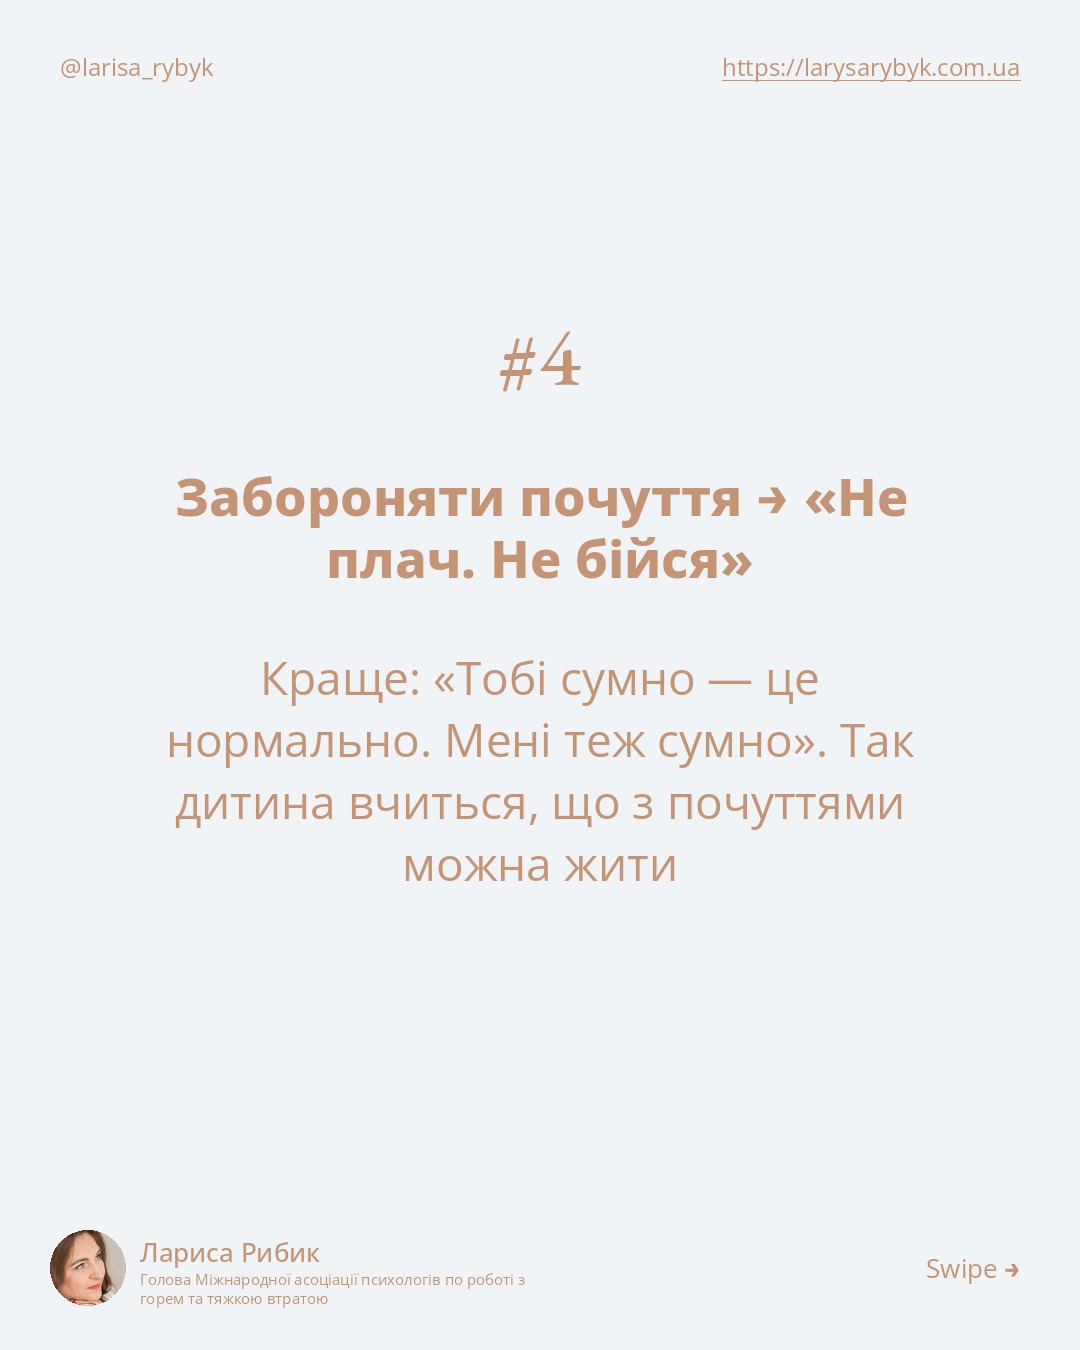 @larisa_rybyk
https://larysarybyk.com.ua
#4
Забороняти почуття → «Не
плач. Не бійся»
Краще: «Тобі сумно — це
нормально. Мені теж сумно». Так
дитина вчиться, що з почуттями
можна жити
Лариса Рибик
Голова Міжнародної асоціації психологів по роботі з
горем та тяжкою втратою
Swipe →